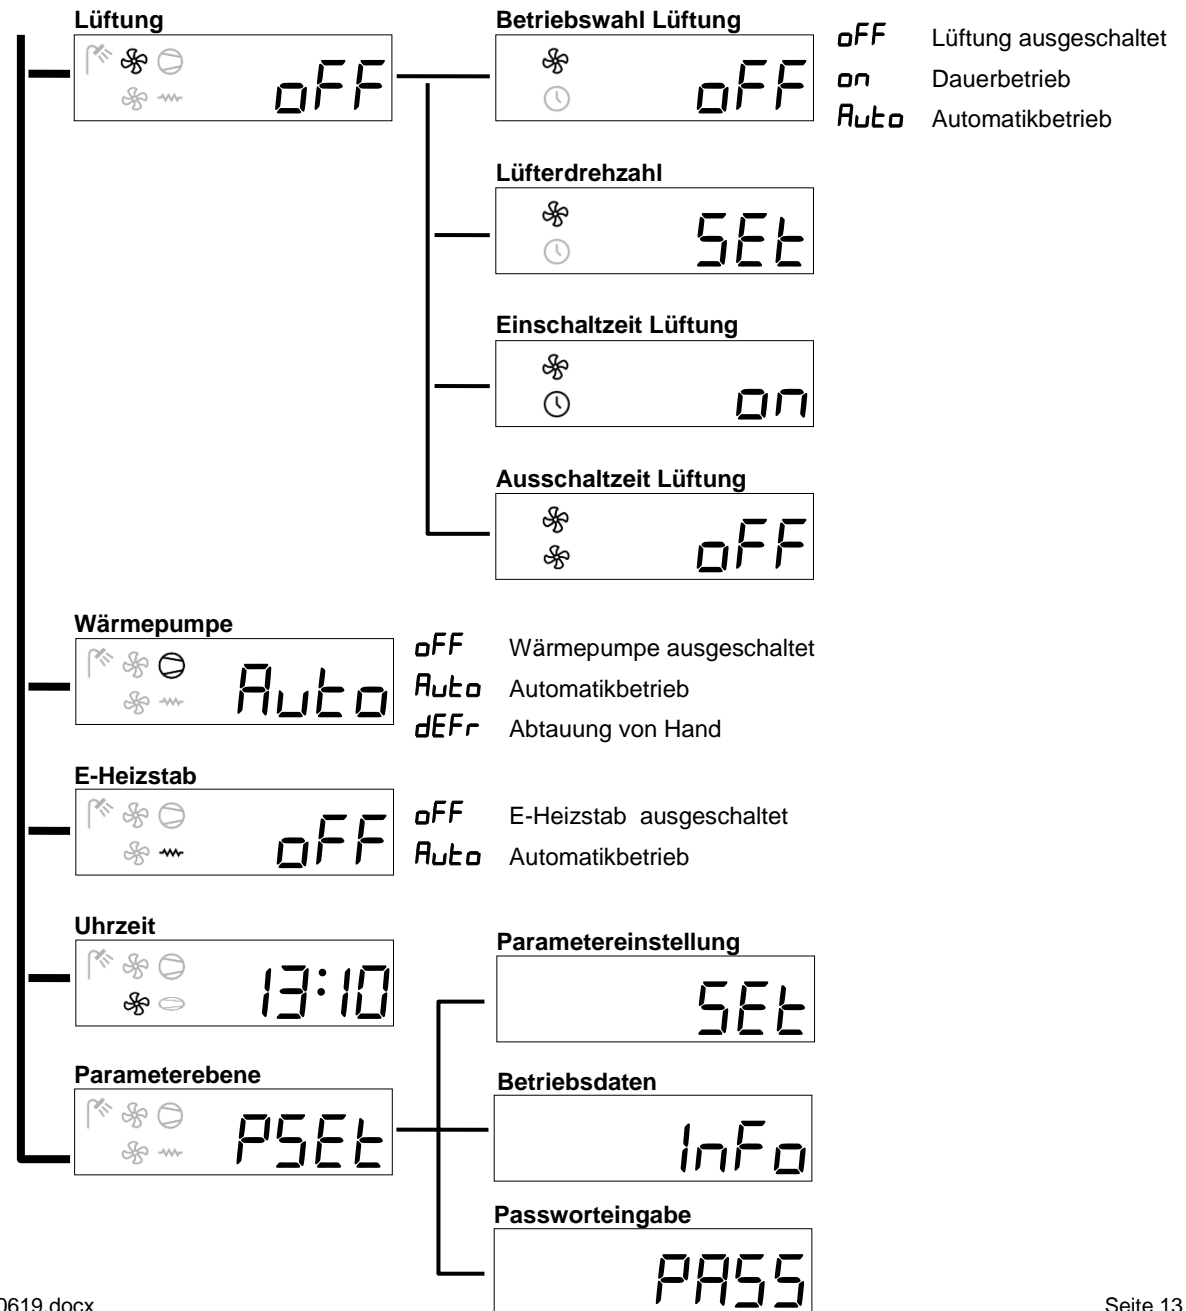 Lüftung
oFF
Betriebswahl Lüftung
oFF
oFF Lüftung ausgeschaltet
on Dauerbetrieb
Auto Automatikbetrieb
Lüfterdrehzahl
SEt
Einschaltzeit Lüftung
on
Ausschaltzeit Lüftung
oFF
Wärmepumpe
Auto
oFF Wärmepumpe ausgeschaltet
Auto Automatikbetrieb
dEFr Abtauung von Hand
E-Heizstab
oFF
oFF E-Heizstab ausgeschaltet
Auto Automatikbetrieb
Uhrzeit
13:10
Parameterebene
PSEt
Parametereinstellung
SEt
Betriebsdaten
InFo
Passworteingabe
PASS
0619.docx
Seite 13